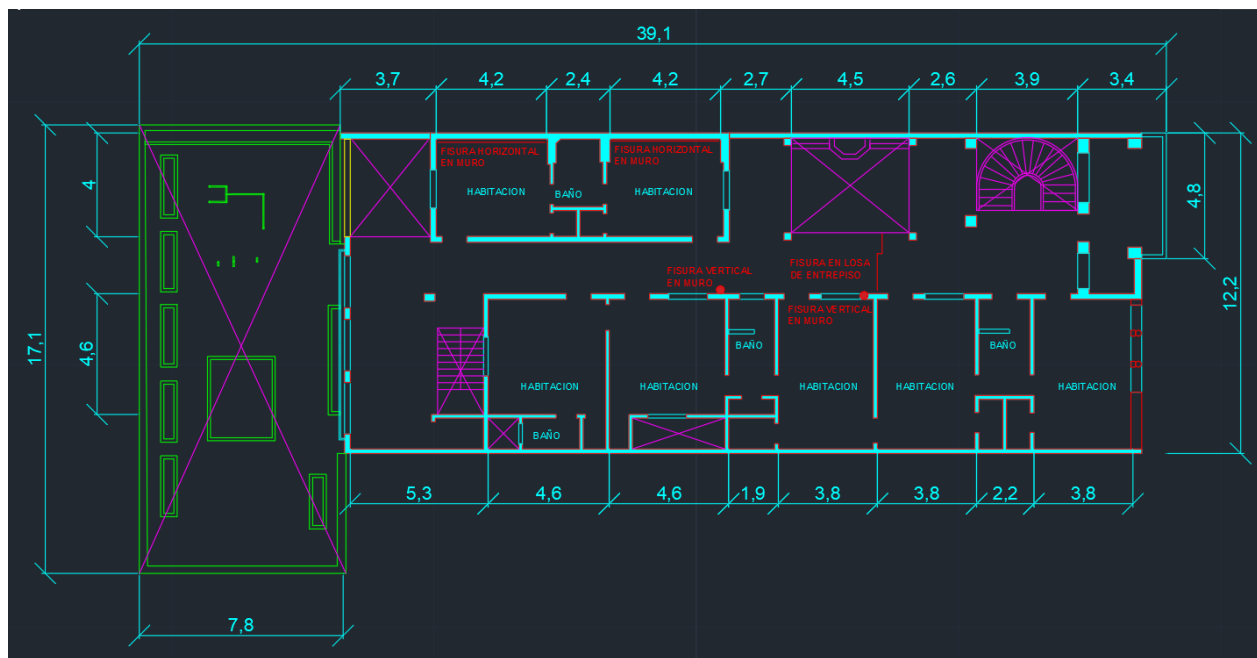 39,1
3,7
4,2
2,4
4,2
2,7
4,5
2,6
3,9
3,4
FISURA HORIZONTAL
EN MURO
FISURA HORIZONTAL
EN MURO
4
HABITACION
BAÑO
HABITACION
4,8
FISURA VERTICAL
EN MURO
FISURA EN LOSA
DE ENTREPISO
12,2
17,1
4,6
FISURA VERTICAL
EN MURO
BAÑO
BAÑO
HABITACION
HABITACION
HABITACION
HABITACION
HABITACION
BAÑO
5,3
4,6
4,6
1,9
3,8
3,8
2,2
3,8
7,8